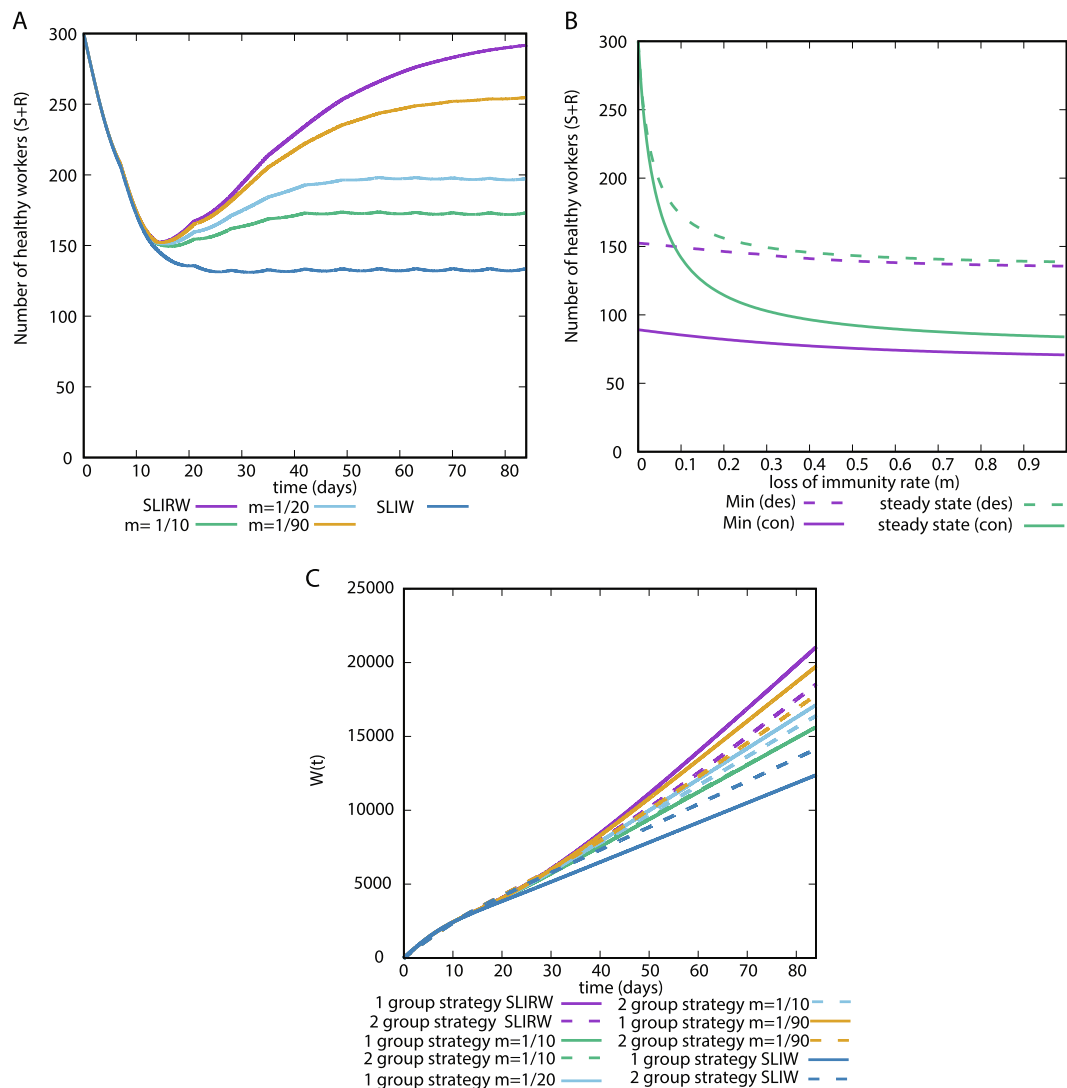 A
Number of healthy workers (S+R)
300
250
200
150
100
50
0
0 10 20 30 40 50 60 70 80
time (days)
SLIRW m=1/20 SLIW
m= 1/10 m=1/90
B
Number of healthy workers (S+R)
300
250
200
150
100
50
0
0 0.1 0.2 0.3 0.4 0.5 0.6 0.7 0.8 0.9
loss of immunity rate (m)
Min (des) steady state (des)
Min (con) steady state (con)
C
W(t)
25000
20000
15000
10000
5000
0
0 10 20 30 40 50 60 70 80
time (days)
1 group strategy SLIRW 2 group strategy m=1/10
2 group strategy SLIRW 1 group strategy m=1/90
1 group strategy m=1/10 2 group strategy m=1/90
2 group strategy m=1/10 1 group strategy SLIW
1 group strategy m=1/20 2 group strategy SLIW